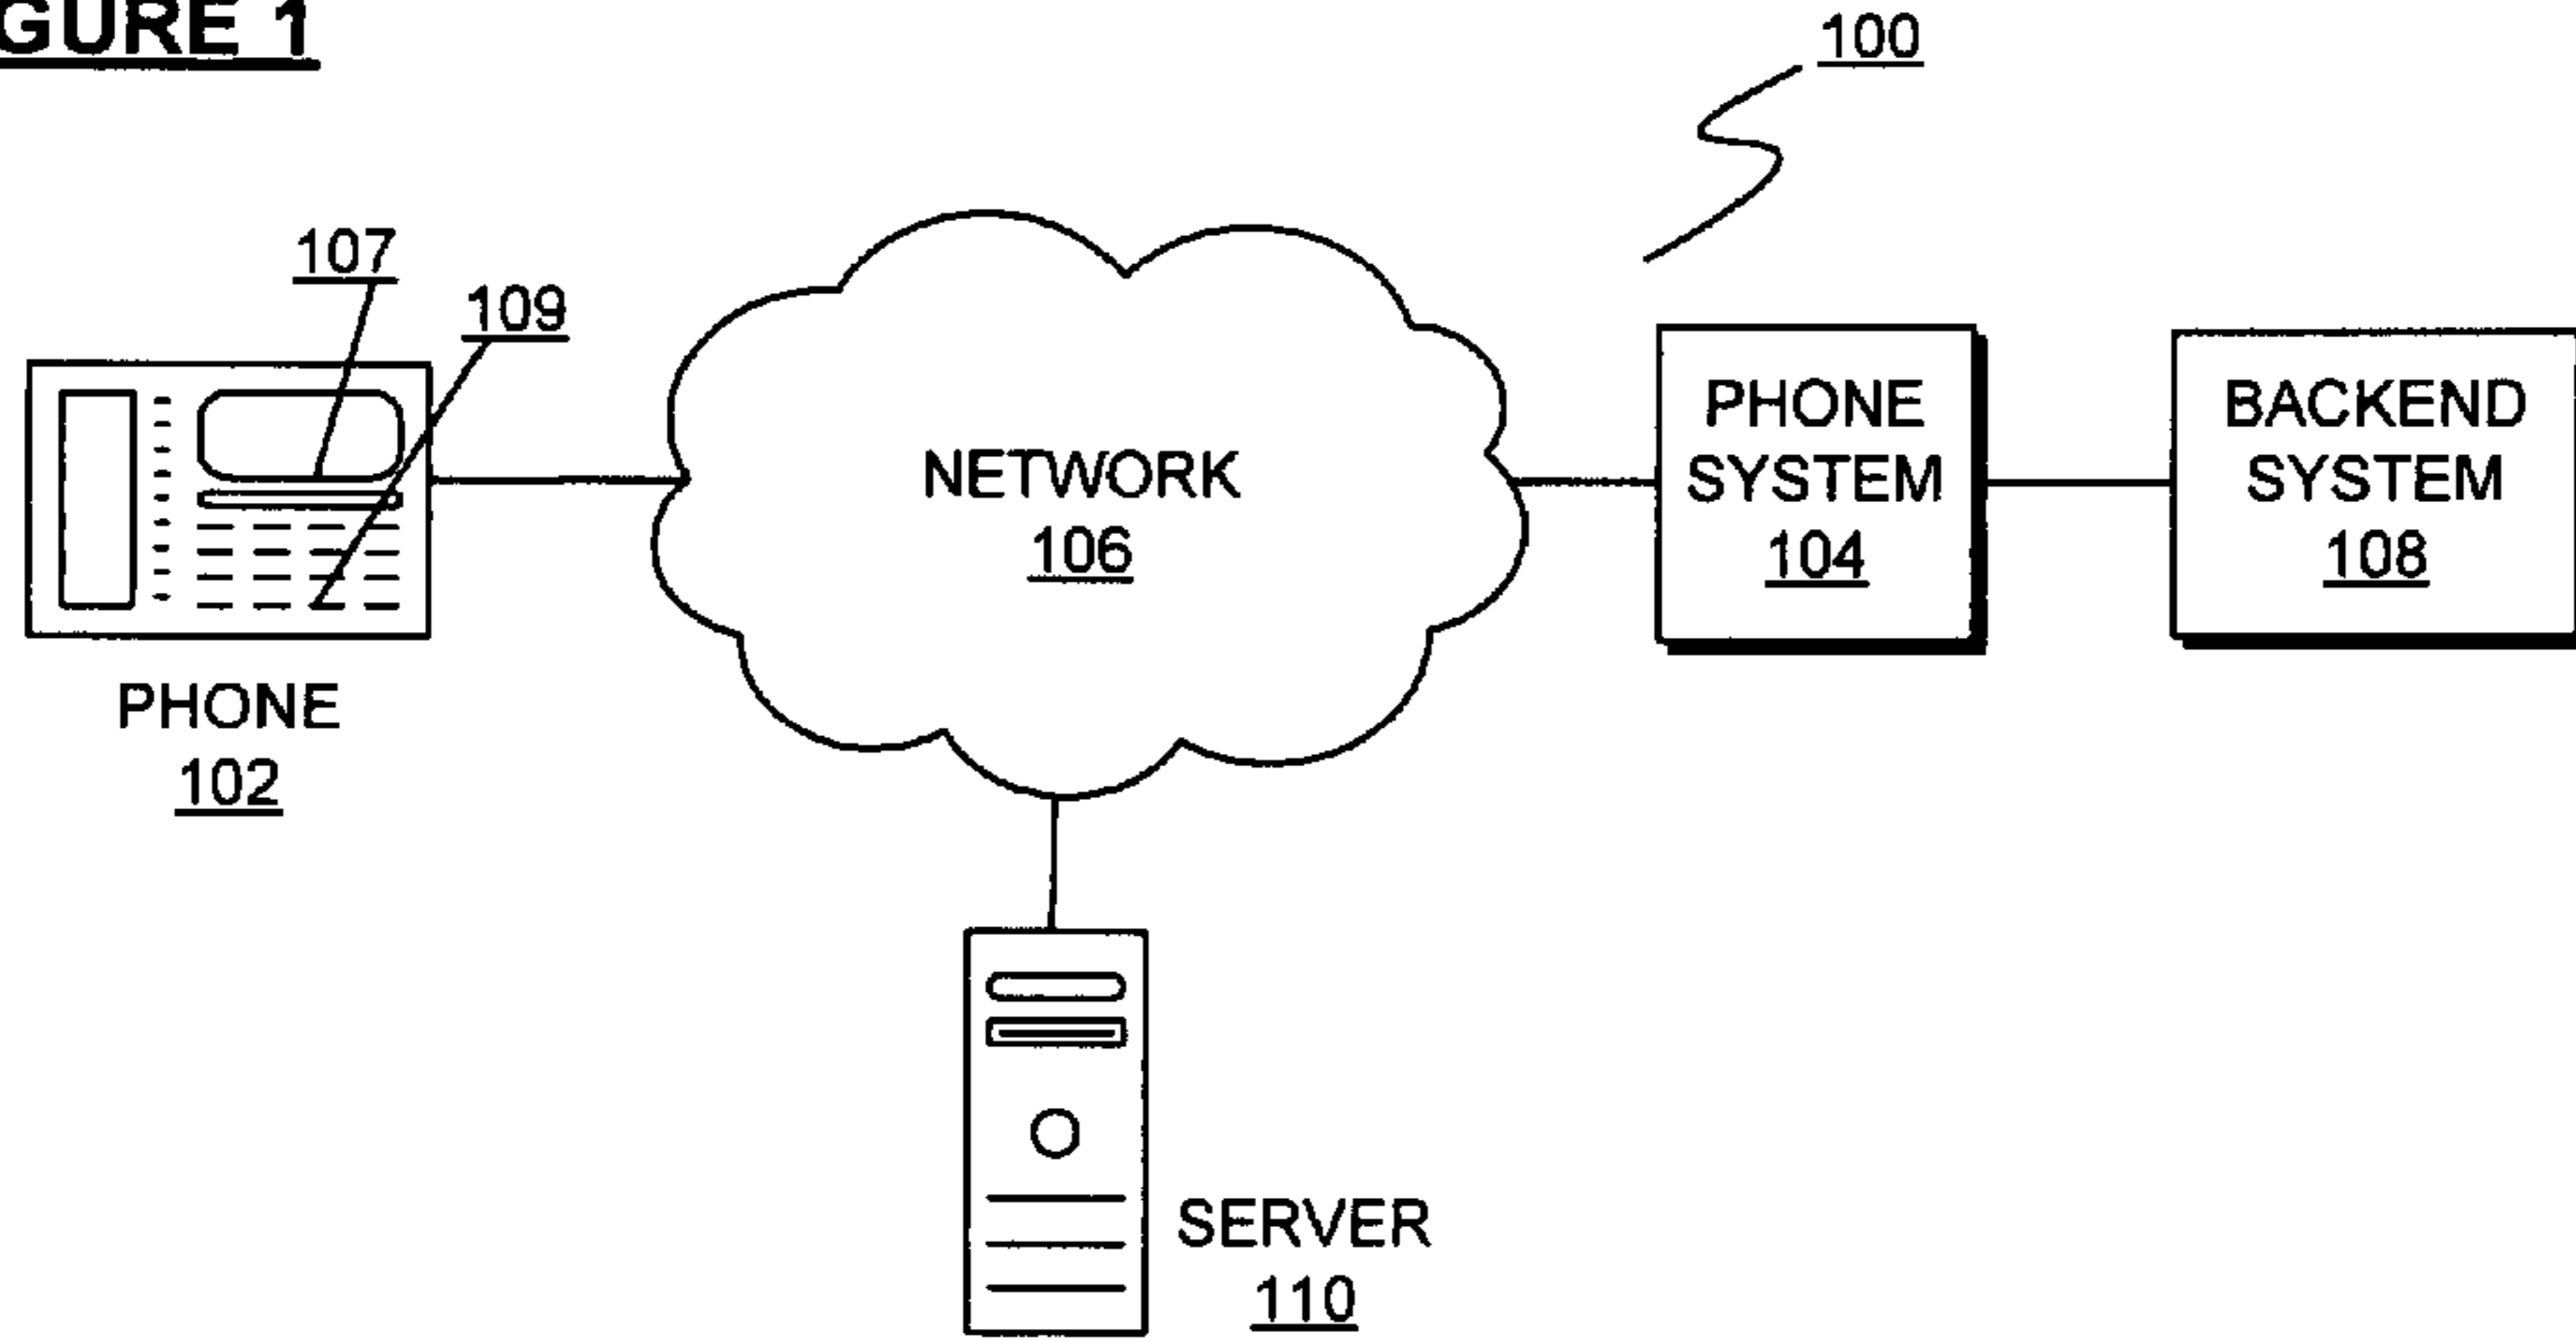 GURE 1
100
107
109
NETWORK
106
PHONE
SYSTEM
104
BACKEND
SYSTEM
108
PHONE
102
SERVER
110